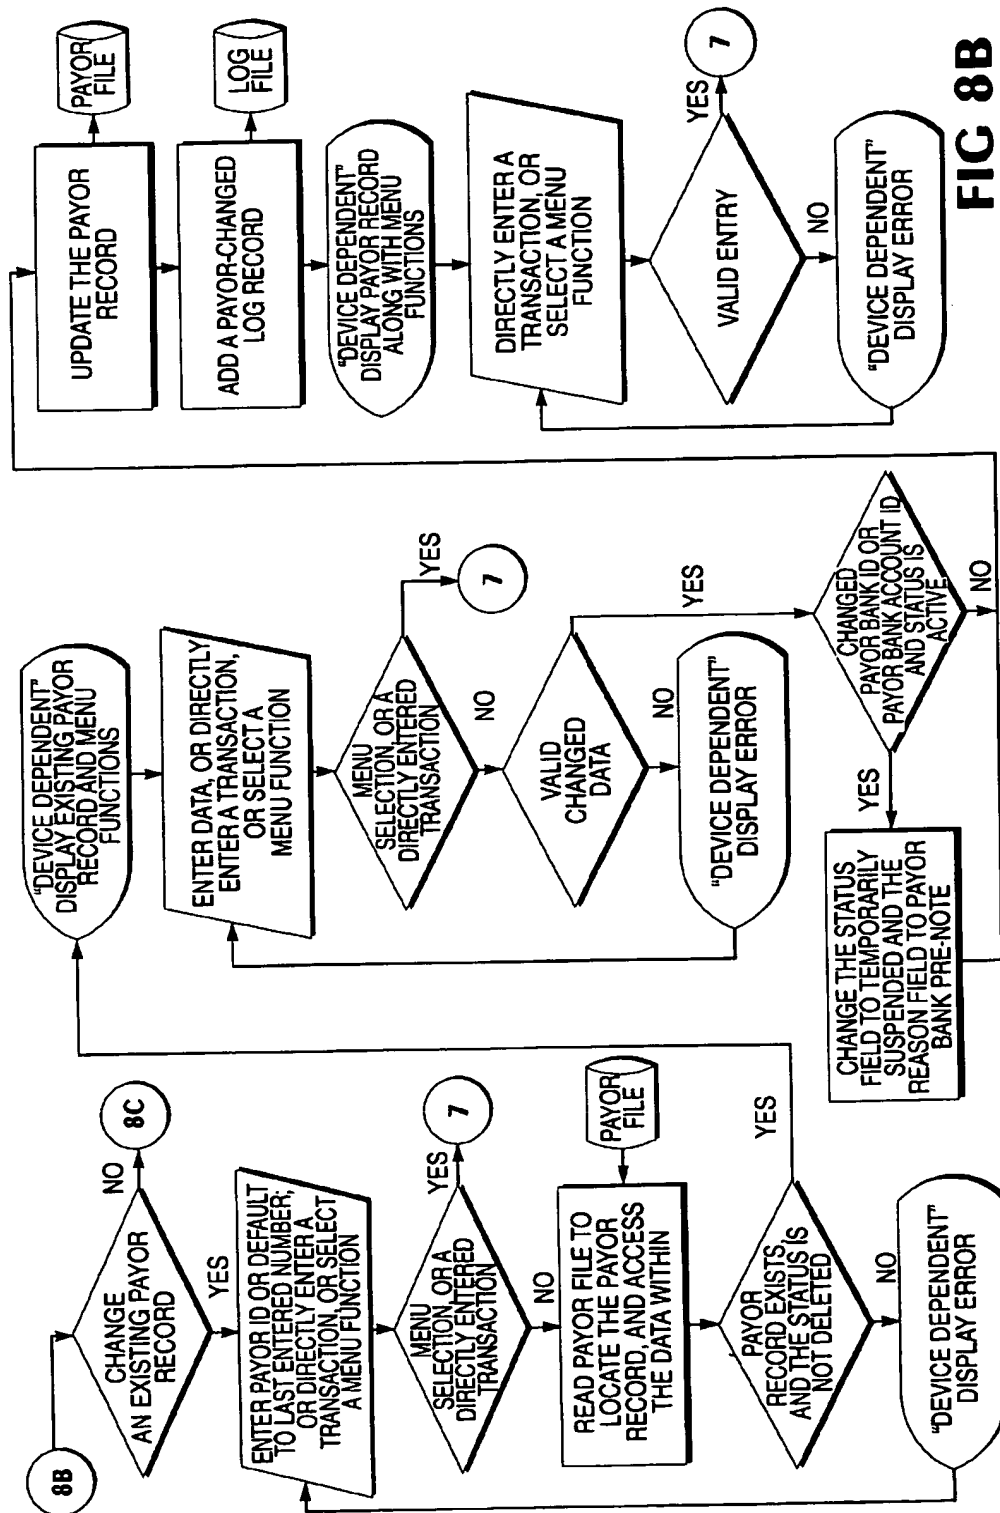 8B
CHANGE
AN EXISTING PAYOR
RECORD
NO
8C
YES
ENTER PAYOR ID OR DEFAULT
TO LAST ENTERED NUMBER,
OR DIRECTLY ENTER A
TRANSACTION, OR SELECT
A MENU FUNCTION
MENU
SELECTION, OR A
DIRECTLY ENTERED
TRANSACTION
YES
7
NO
READ PAYOR FILE TO
LOCATE THE PAYOR
RECORD, AND ACCESS
THE DATA WITHIN
PAYOR
FILE
PAYOR
RECORD EXISTS
AND THE STATUS IS
NOT DELETED
YES
NO
"DEVICE DEPENDENT"
DISPLAY ERROR
"DEVICE DEPENDENT"
DISPLAY EXISTING PAYOR
RECORD AND MENU
FUNCTIONS
ENTER DATA, OR DIRECTLY
ENTER A TRANSACTION,
OR SELECT A
MENU FUNCTION
MENU
SELECTION, OR A
DIRECTLY ENTERED
TRANSACTION
YES
7
NO
VALID
CHANGED
DATA
YES
NO
"DEVICE DEPENDENT"
DISPLAY ERROR
CHANGED
PAYOR BANK ID OR
PAYOR BANK ACCOUNT ID
AND STATUS IS
ACTIVE
YES
NO
CHANGE THE STATUS
FIELD TO TEMPORARILY
SUSPENDED AND THE
REASON FIELD TO PAYOR
BANK PRE-NOTE
UPDATE THE PAYOR
RECORD
PAYOR
FILE
ADD A PAYOR-CHANGED
LOG RECORD
LOG
FILE
"DEVICE DEPENDENT"
DISPLAY PAYOR RECORD
ALONG WITH MENU
FUNCTIONS
DIRECTLY ENTER A
TRANSACTION, OR
SELECT A MENU
FUNCTION
VALID ENTRY
YES
7
NO
"DEVICE DEPENDENT"
DISPLAY ERROR
FIG 8B